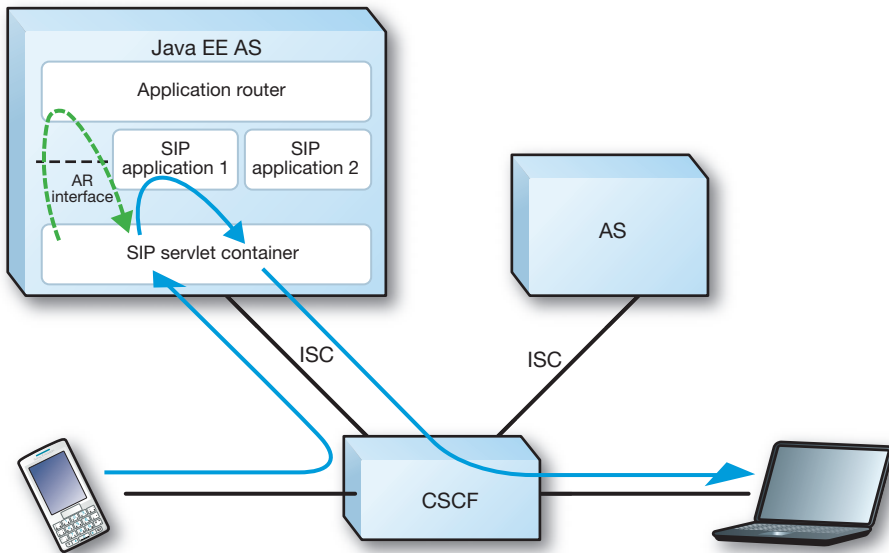 Java EE AS
Application router
SIP
application 1
SIP
application 2
AR
interface
SIP servlet container
AS
ISC
ISC
CSCF